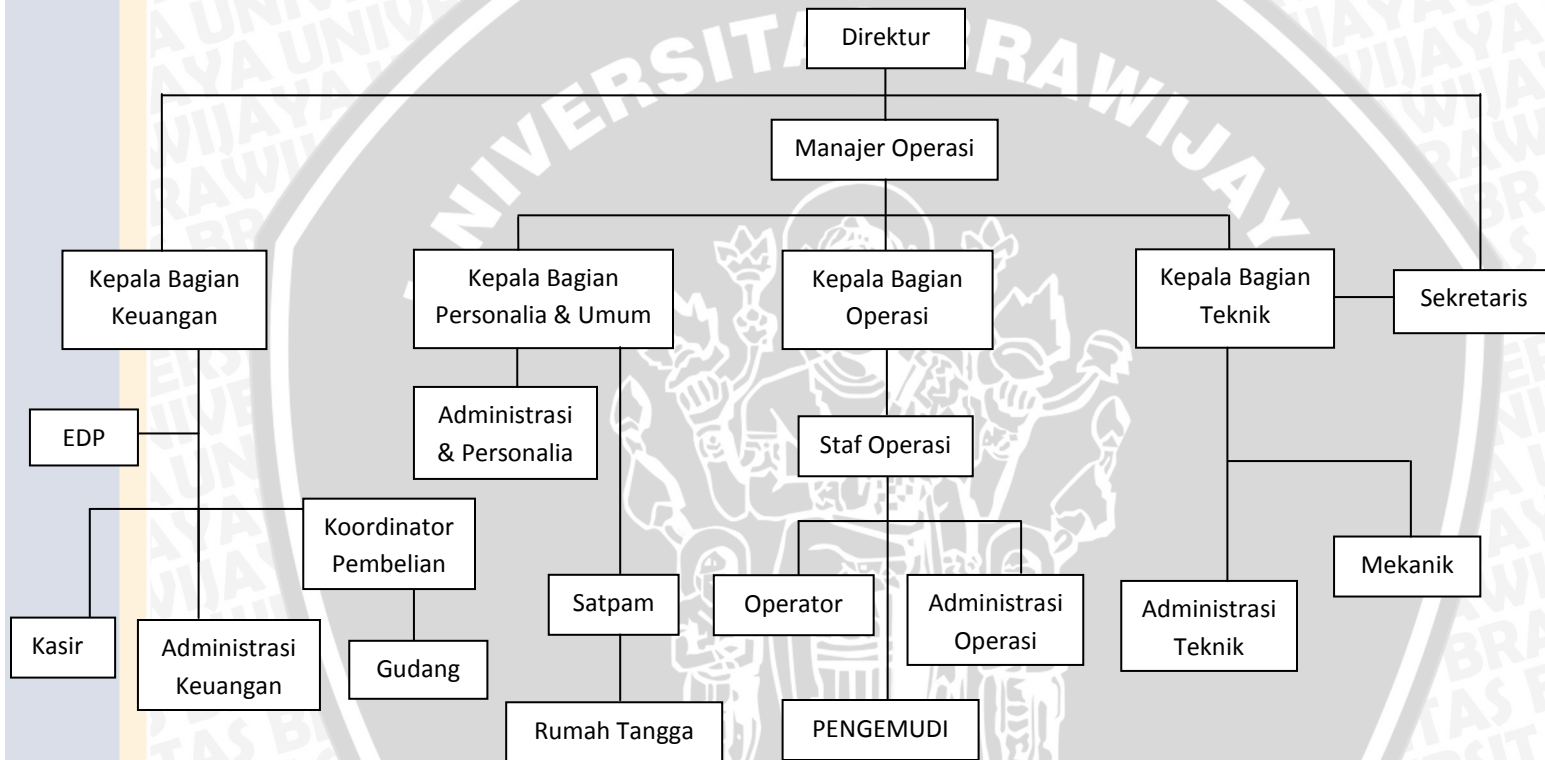 UNIVERSITAS BRAWIJAY
Direktur
Manajer Operasi
Kepala Bagian
Keuangan
Kepala Bagian
Personalia & Umum
Kepala Bagian
Operasi
Kepala Bagian
Teknik
Sekretaris
EDP
Administrasi
& Personalia
Staf Operasi
Koordinator
Pembelian
Mekanik
Kasir
Administrasi
Keuangan
Gudang
Satpam
Operator
Administrasi
Operasi
Administrasi
Teknik
Rumah Tangga
PENGEMUDI